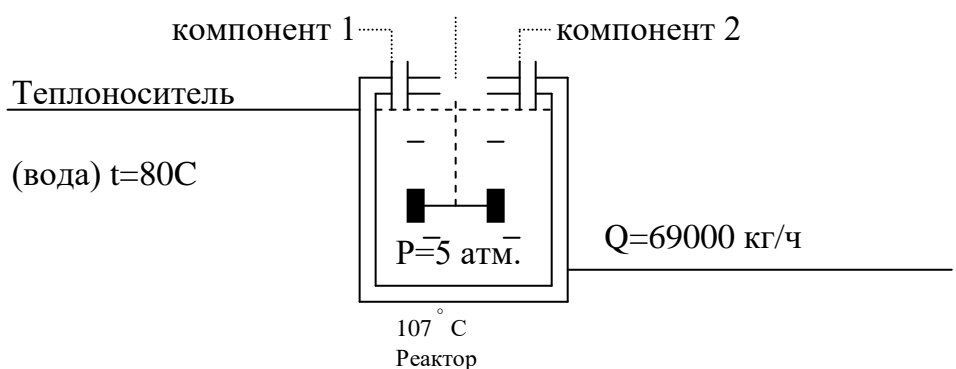 компонент 1
компонент 2
Теплоноситель
(вода) t=80C
Q=69000 кг/ч
P=5 атм.
107 ° C
Реактор